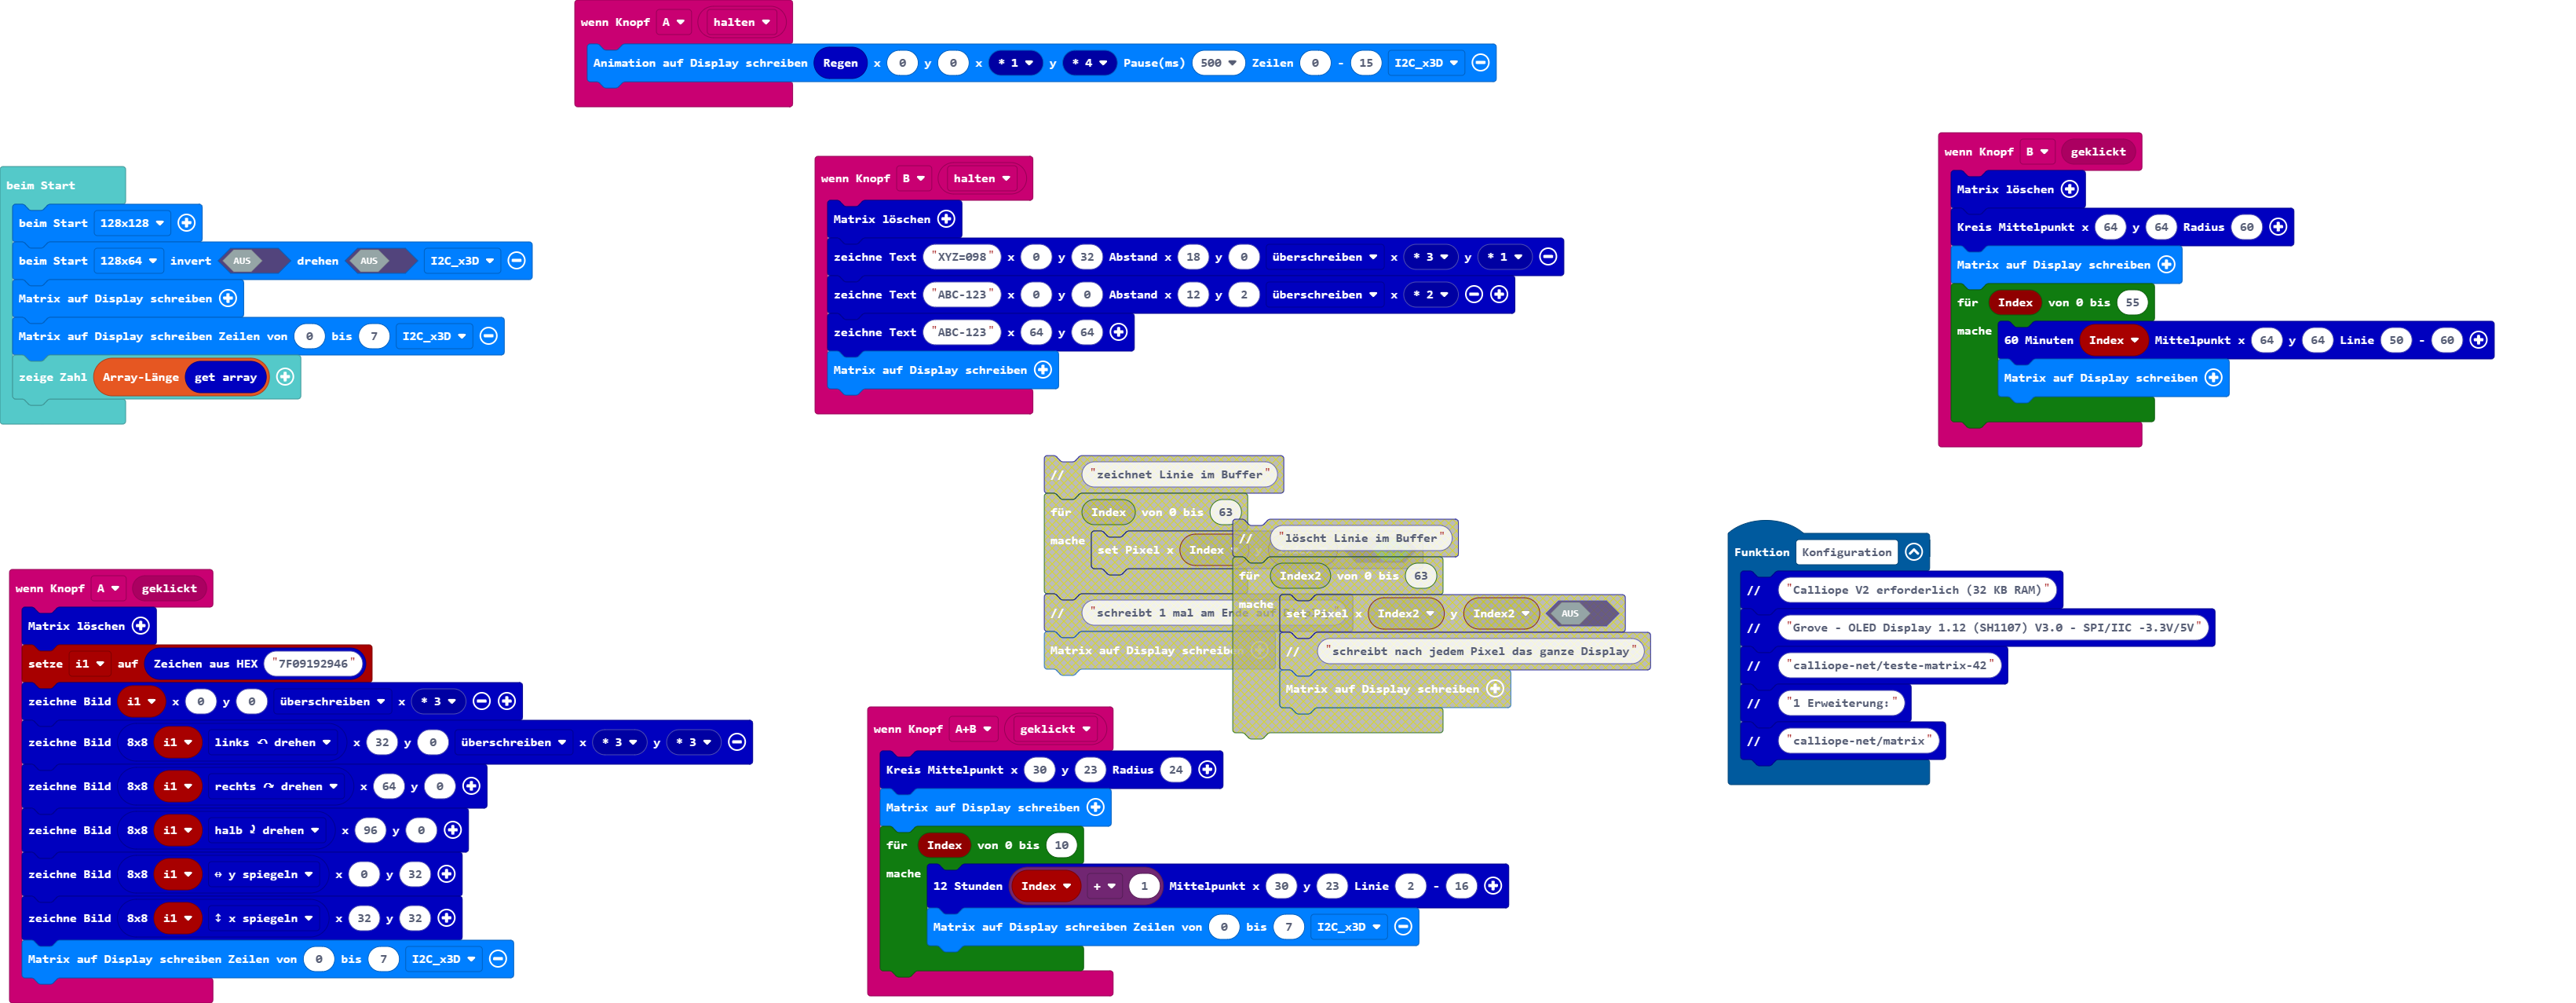 wenn Knopf A halten
Animation auf Display schreiben Regen x 0 y 0 x * 1 y * 4 Pause(ms) 500 Zeilen 0 - 15 I2C_x3D
beim Start
beim Start 128x128
beim Start 128x64 invert AUS drehen AUS I2C_x3D
Matrix auf Display schreiben
Matrix auf Display schreiben Zeilen von 0 bis 7 I2C_x3D
zeige Zahl Array-Länge get array
wenn Knopf B halten
Matrix löschen
zeichne Text "XYZ=098" x 0 y 32 Abstand x 18 y 0 überschreiben x * 3 y * 1
zeichne Text "ABC-123" x 0 y 0 Abstand x 12 y 2 überschreiben x * 2
zeichne Text "ABC-123" x 64 y 64
Matrix auf Display schreiben
wenn Knopf B geklickt
Matrix löschen
Kreis Mittelpunkt x 64 y 64 Radius 60
Matrix auf Display schreiben
für Index von 0 bis 55
mache
60 Minuten Index Mittelpunkt x 64 y 64 Linie 50 - 60
Matrix auf Display schreiben
// "zeichnet Linie im Buffer"
für Index von 0 bis 63
mache
set Pixel x Index
// "schreibt 1 mal am Ende auf
Matrix auf Display schreiben
// "löscht Linie im Buffer"
für Index2 von 0 bis 63
mache
set Pixel x Index2 y Index2 AUS
// "schreibt nach jedem Pixel das ganze Display"
Matrix auf Display schreiben
Funktion Konfiguration
// "Calliope V2 erforderlich (32 KB RAM)"
// "Grove - OLED Display 1.12 (SH1107) V3.0 - SPI/IIC -3.3V/5V"
// "calliope-net/teste-matrix-42"
// "1 Erweiterung:"
// "calliope-net/matrix"
wenn Knopf A geklickt
Matrix löschen
setze i1 auf Zeichen aus HEX "7F09192946"
zeichne Bild i1 x 0 y 0 überschreiben x * 3
zeichne Bild 8x8 i1 links ↶ drehen x 32 y 0 überschreiben x * 3 y * 3
zeichne Bild 8x8 i1 rechts ↷ drehen x 64 y 0
zeichne Bild 8x8 i1 halb ⤸ drehen x 96 y 0
zeichne Bild 8x8 i1 ↔ y spiegeln x 0 y 32
zeichne Bild 8x8 i1 ↕ x spiegeln x 32 y 32
Matrix auf Display schreiben Zeilen von 0 bis 7 I2C_x3D
wenn Knopf A+B geklickt
Kreis Mittelpunkt x 30 y 23 Radius 24
Matrix auf Display schreiben
für Index von 0 bis 10
mache
12 Stunden Index + 1 Mittelpunkt x 30 y 23 Linie 2 - 16
Matrix auf Display schreiben Zeilen von 0 bis 7 I2C_x3D